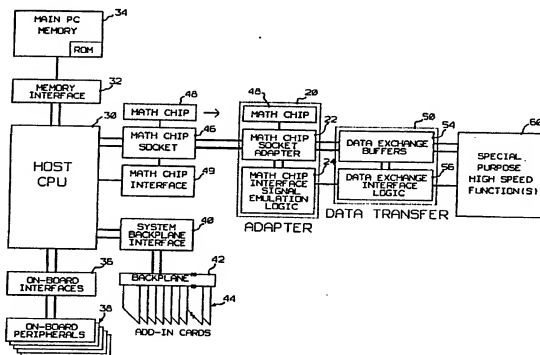 MAIN PC
MEMORY
ROM
34
MEMORY
INTERFACE
32
30
HOST
CPU
48
MATH CHIP
MATH CHIP
SOCKET
46
MATH CHIP
INTERFACE
49
SYSTEM
BACKPLANE
INTERFACE
40
BACKPLANE
42
44
ADD-IN CARDS
ON-BOARD
INTERFACES
36
ON-BOARD
PERIPHERALS
38
48
20
MATH CHIP
22
MATH CHIP
SOCKET
ADAPTER
24
MATH CHIP
INTERFACE
SIGNAL
EMULATION
LOGIC
ADAPTER
50
54
DATA EXCHANGE
BUFFERS
56
DATA EXCHANGE
INTERFACE
LOGIC
DATA TRANSFER
60
SPECIAL
PURPOSE
HIGH SPEED
FUNCTION(S)